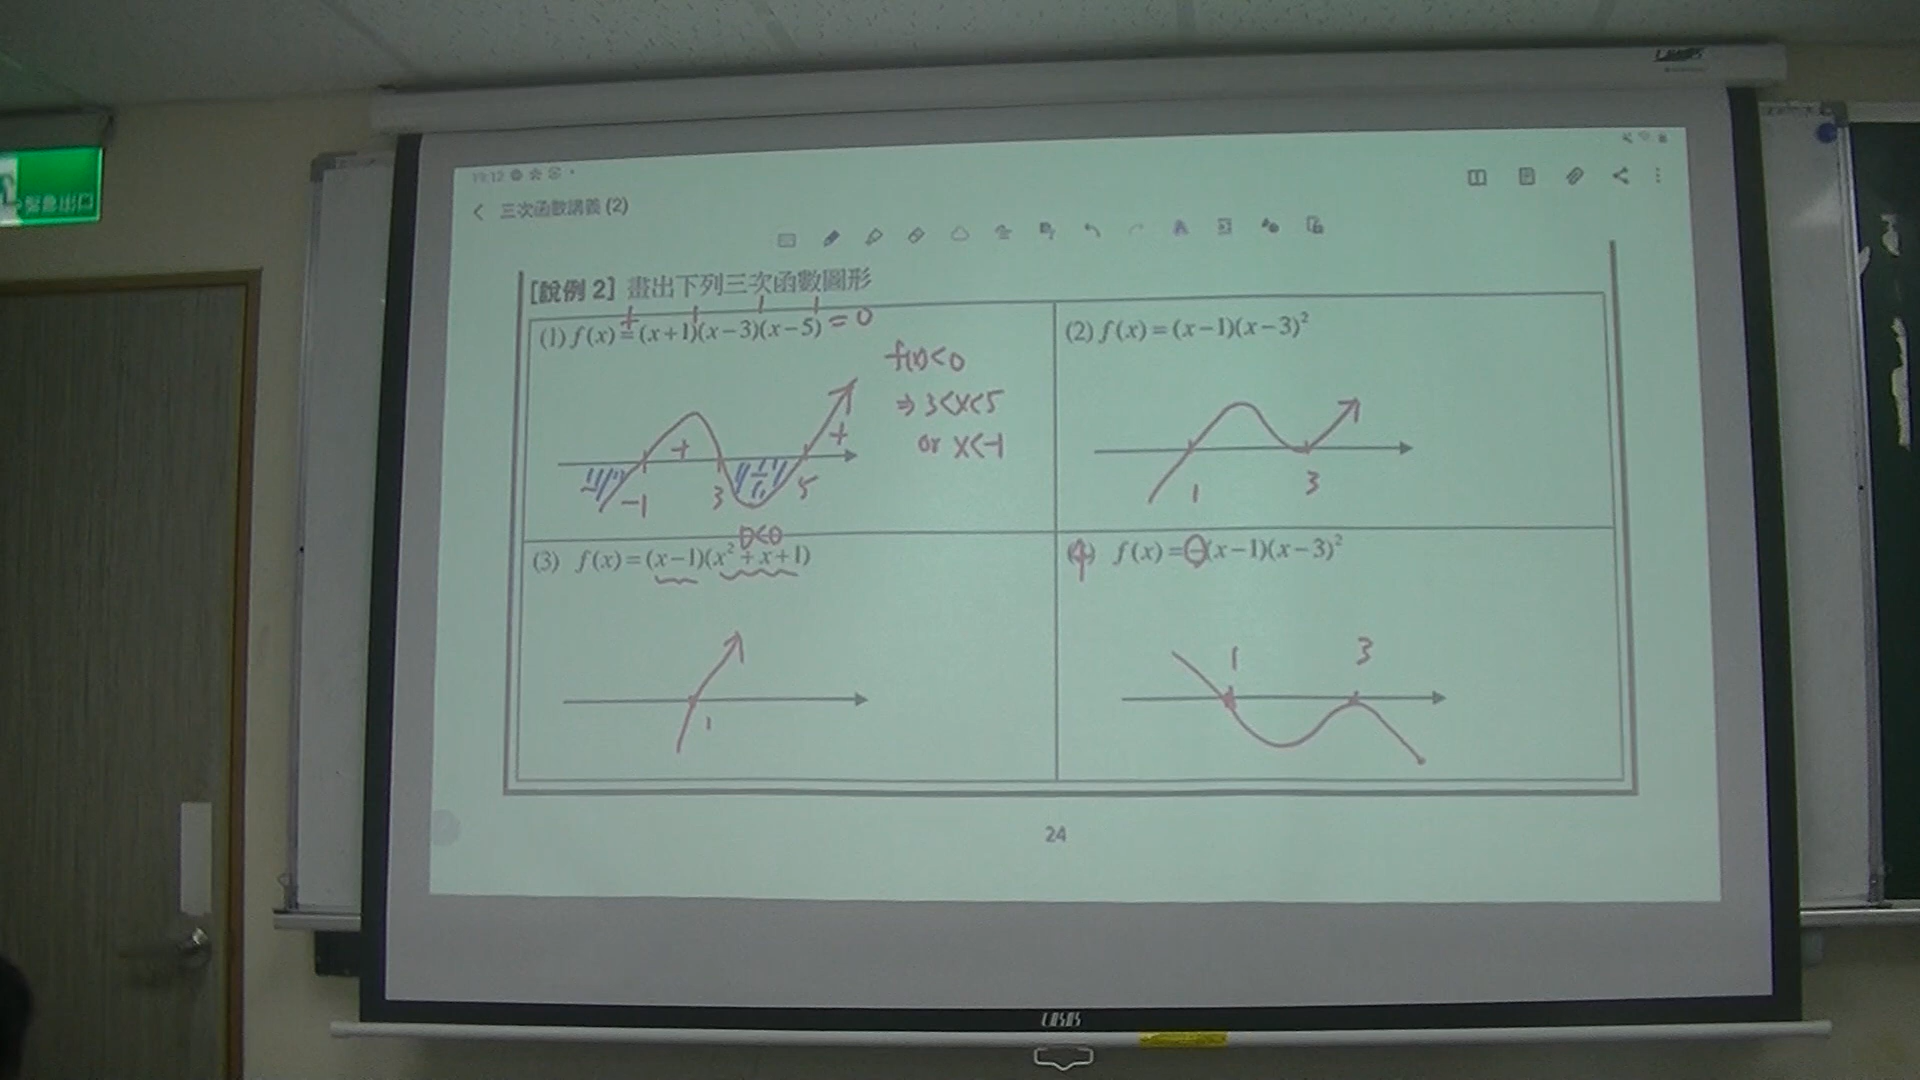 緊急出口
19:12
三次函數講義 (2)
[說例 2] 畫出下列三次函數圖形
(1) f(x) = (x+1)(x−3)(x−5) = 0
f(x)<0
⇒ 3<x<5
or x<-1
+
+
-1
3
5
(2) f(x) = (x−1)(x−3)²
1
3
D<0
(3) f(x) = (x−1)(x² + x+1)
1
(4) f(x) = −(x−1)(x−3)²
1
3
24